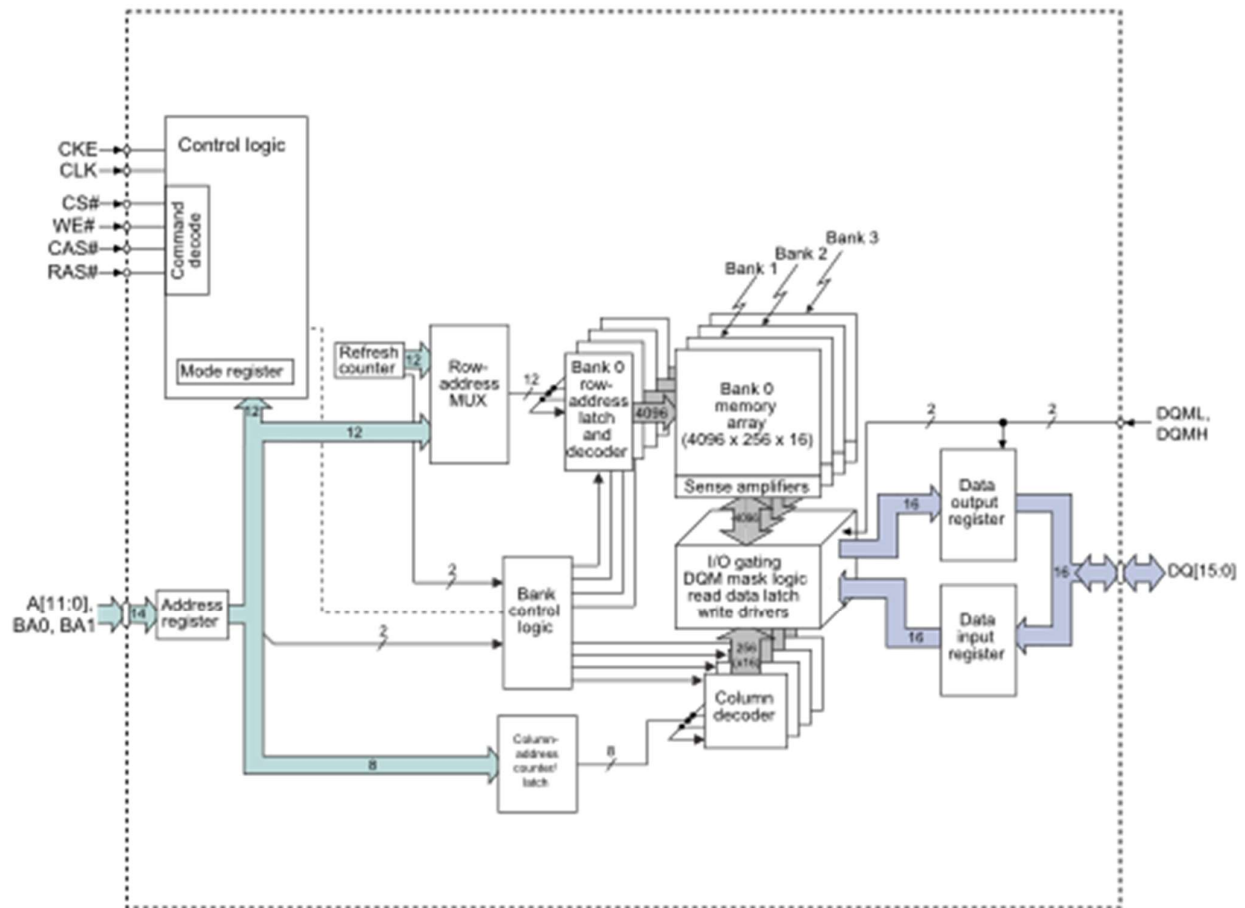 CKE
CLK
CS#
WE#
CAS#
RAS#
Control logic
Command
decode
Mode register
12
Refresh
counter
12
12
Row-
address
MUX
12
Bank 0
row-
address
latch
and
decoder
4096
Bank 1
Bank 2
Bank 3
Bank 0
memory
array
(4096 x 256 x 16)
Sense amplifiers
4096
I/O gating
DQM mask logic
read data latch
write drivers
256
(x16)
Column
decoder
2
2
DQML,
DQMH
16
Data
output
register
16
DQ[15:0]
16
Data
input
register
A[11:0],
BA0, BA1
14
Address
register
2
2
Bank
control
logic
8
Column-
address
counter/
latch
8